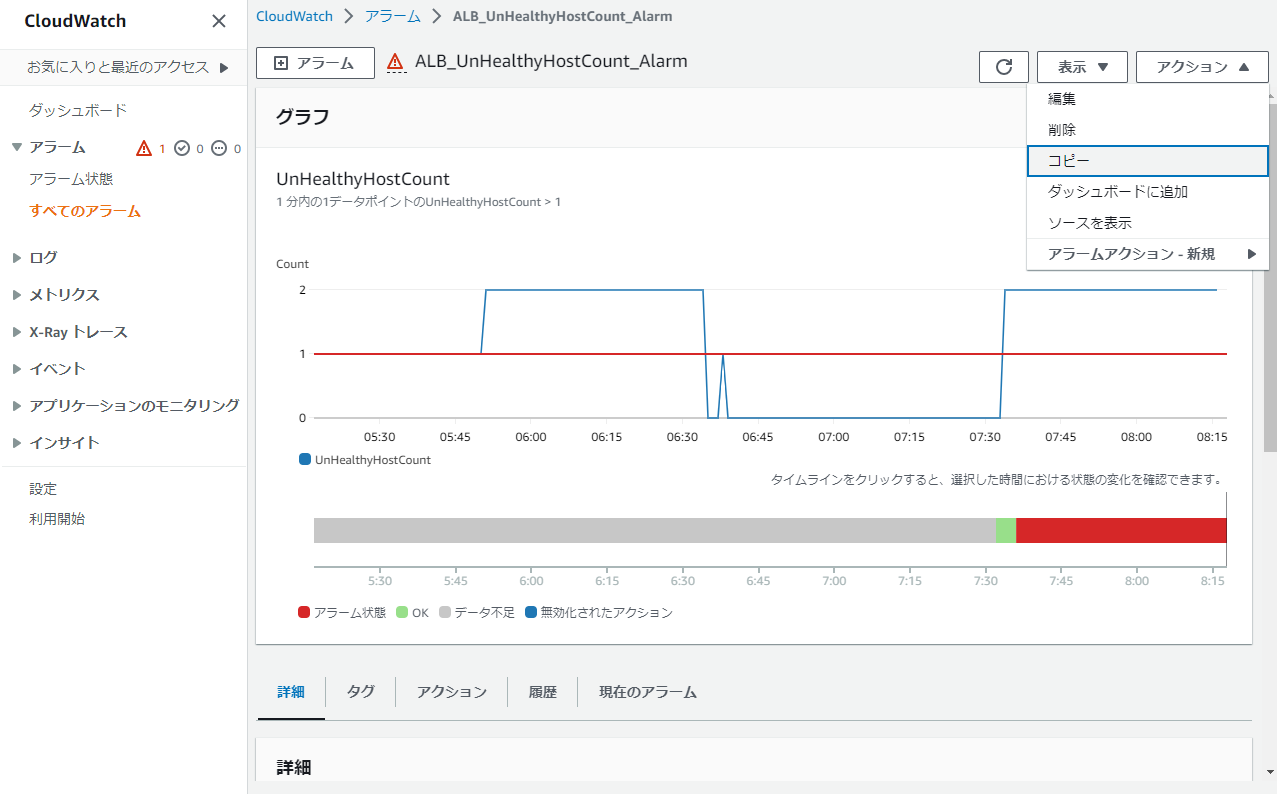 CloudWatch
お気に入りと最近のアクセス
ダッシュボード
アラーム 1 0 0
アラーム状態
すべてのアラーム
ログ
メトリクス
X-Ray トレース
イベント
アプリケーションのモニタリング
インサイト
設定
利用開始
CloudWatch アラーム ALB_UnHealthyHostCount_Alarm
アラーム ALB_UnHealthyHostCount_Alarm
表示 アクション
編集
削除
コピー
ダッシュボードに追加
ソースを表示
アラームアクション - 新規
グラフ
UnHealthyHostCount
1 分内の1データポイントのUnHealthyHostCount > 1
Count
2
1
0
05:30 05:45 06:00 06:15 06:30 06:45 07:00 07:15 07:30 07:45 08:00 08:15
UnHealthyHostCount
タイムラインをクリックすると、選択した時間における状態の変化を確認できます。
5:30 5:45 6:00 6:15 6:30 6:45 7:00 7:15 7:30 7:45 8:00 8:15
アラーム状態 OK データ不足 無効化されたアクション
詳細 タグ アクション 履歴 現在のアラーム
詳細